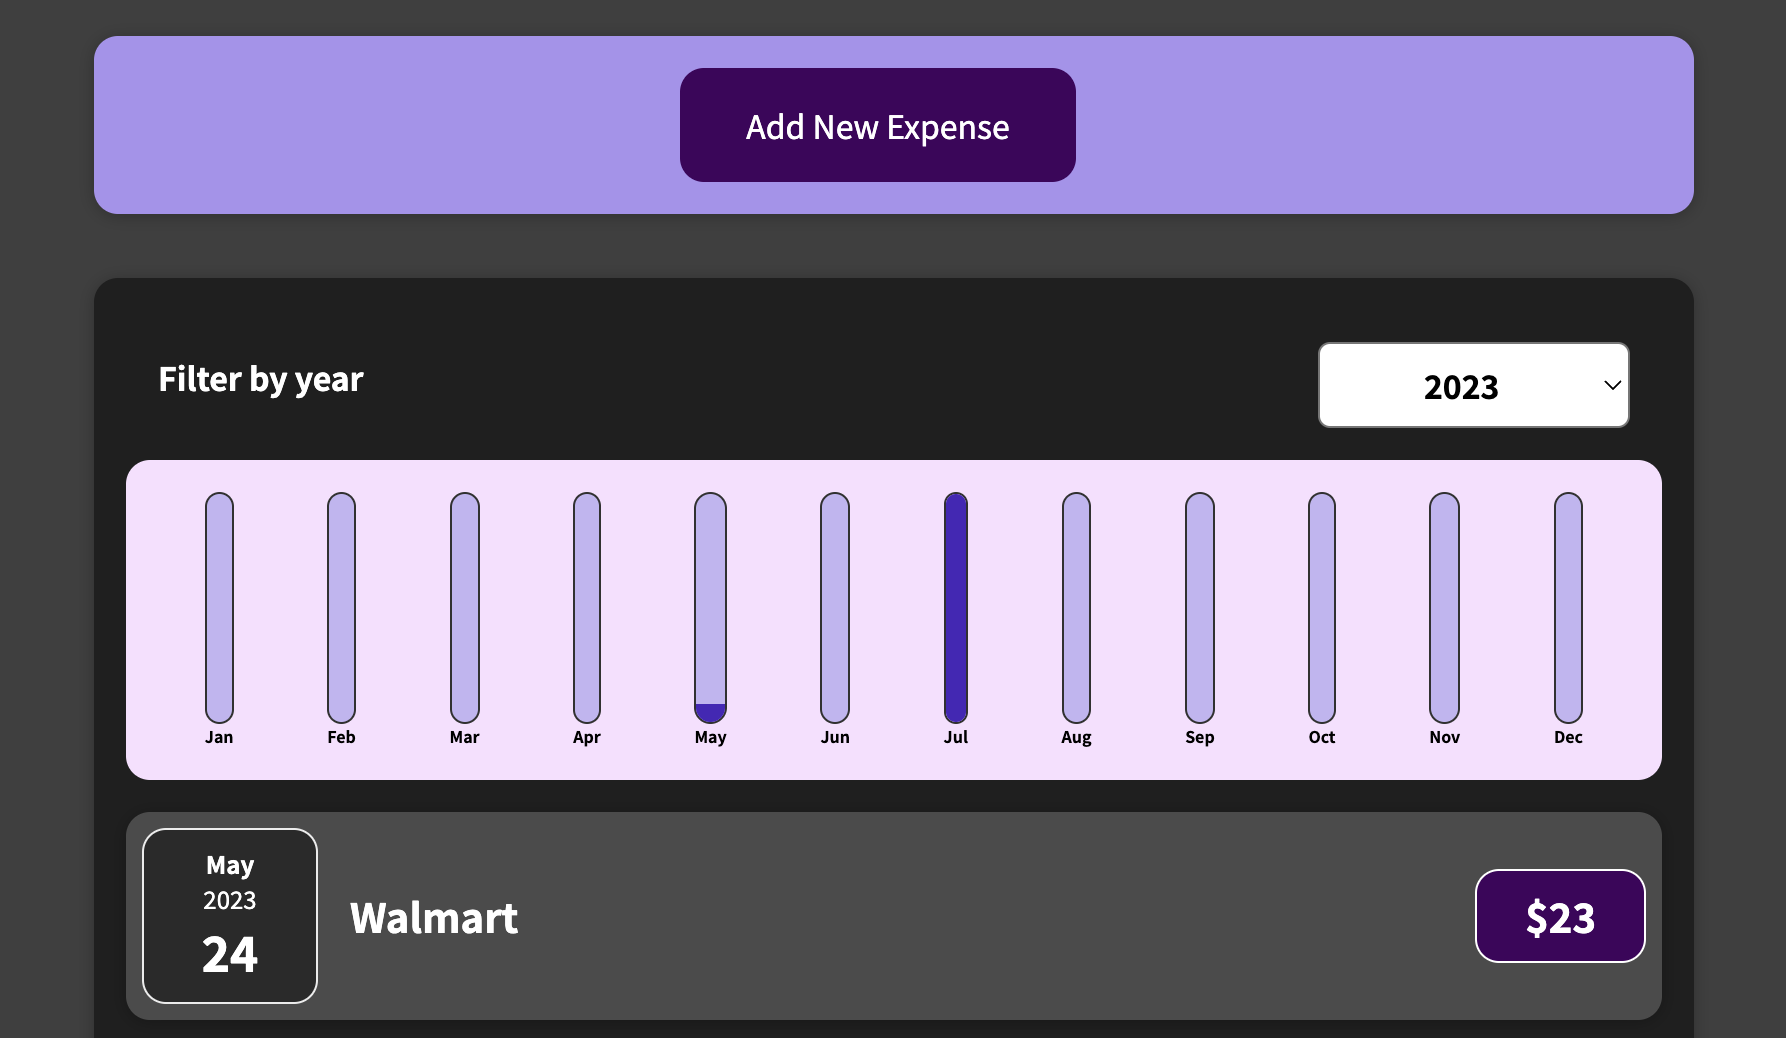 Add New Expense
Filter by year
2023
Jan Feb Mar Apr May Jun Jul Aug Sep Oct Nov Dec
May
2023
24
Walmart
$23